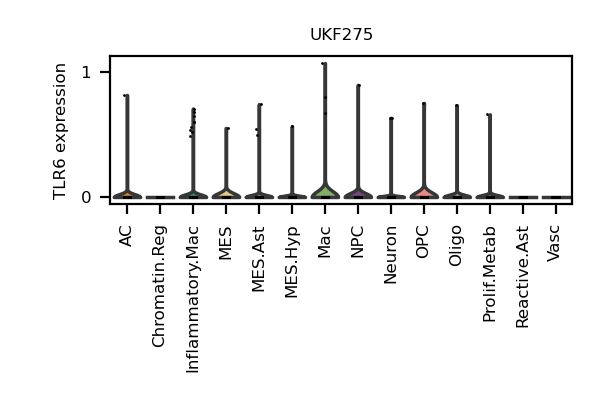 UKF275
TLR6 expression
1
0
AC
Chromatin.Reg
Inflammatory.Mac
MES
MES.Ast
MES.Hyp
Mac
NPC
Neuron
OPC
Oligo
Prolif.Metab
Reactive.Ast
Vasc